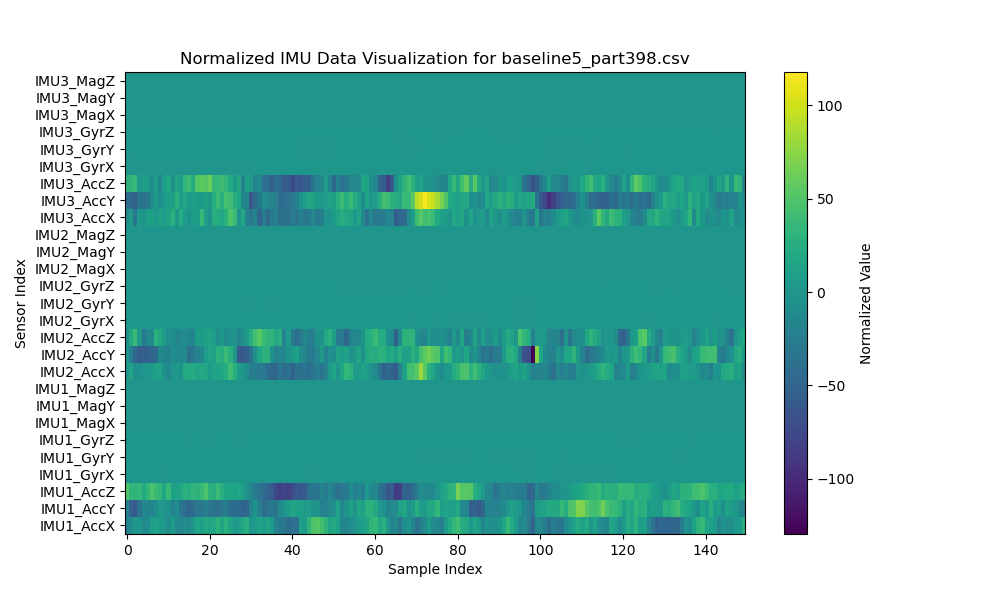 Normalized IMU Data Visualization for baseline5_part398.csv
IMU3_MagZ
IMU3_MagY
IMU3_MagX
IMU3_GyrZ
IMU3_GyrY
IMU3_GyrX
IMU3_AccZ
IMU3_AccY
IMU3_AccX
IMU2_MagZ
IMU2_MagY
IMU2_MagX
IMU2_GyrZ
IMU2_GyrY
IMU2_GyrX
IMU2_AccZ
IMU2_AccY
IMU2_AccX
IMU1_MagZ
IMU1_MagY
IMU1_MagX
IMU1_GyrZ
IMU1_GyrY
IMU1_GyrX
IMU1_AccZ
IMU1_AccY
IMU1_AccX
Sensor Index
0 20 40 60 80 100 120 140
Sample Index
100
50
0
−50
−100
Normalized Value